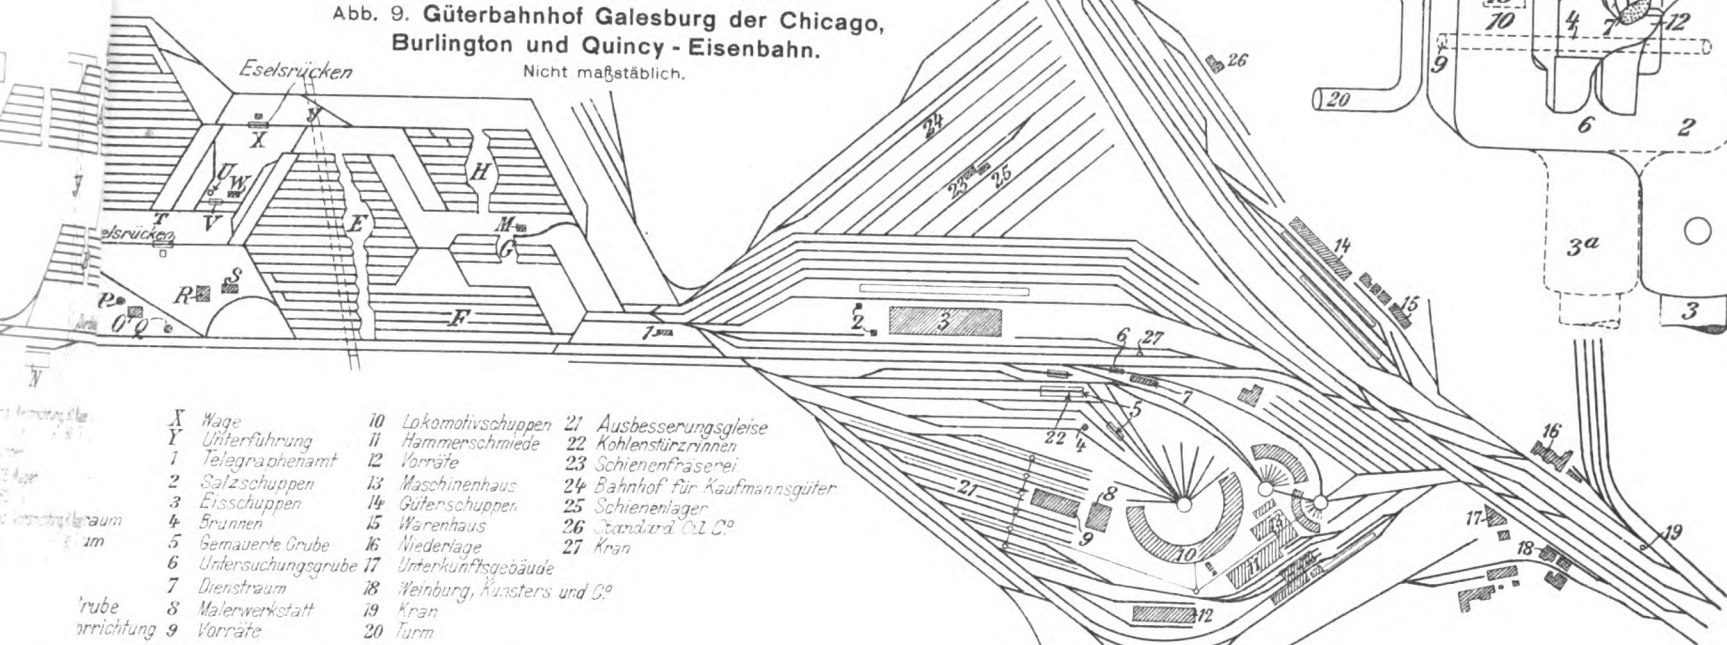 Abb. 9. Güterbahnhof Galesburg der Chicago,
Burlington und Quincy - Eisenbahn.
Nicht maßstäblich.
Eselsrücken
X
Y
U
W
V
T
elsrücken
E
H
M
G
P
O
Q
R
S
F
N
1
2
3
24
23
25
26
14
15
6
27
7
5
22
4
21
8
9
10
13
11
12
16
17
18
19
10
4
7
12
9
20
6
2
3a
3
X Wage
Y Unterführung
1 Telegraphenamt
2 Salzschuppen
3 Eisschuppen
4 Brunnen
5 Gemauerte Grube
6 Untersuchungsgrube
7 Dienstraum
8 Malerwerkstatt
9 Vorräte
10 Lokomotivschuppen
11 Hammerschmiede
12 Vorräte
13 Maschinenhaus
14 Güterschuppen
15 Warenhaus
16 Niederlage
17 Unterkunftsgebäude
18 Weinburg, Kunsters und Co
19 Kran
20 Turm
21 Ausbesserungsgleise
22 Kohlenstürzrinnen
23 Schienenfräserei
24 Bahnhof für Kaufmannsgüter
25 Schienenlager
26 Standard Oil Co
27 Kran
raum
um
rube
orrichtung